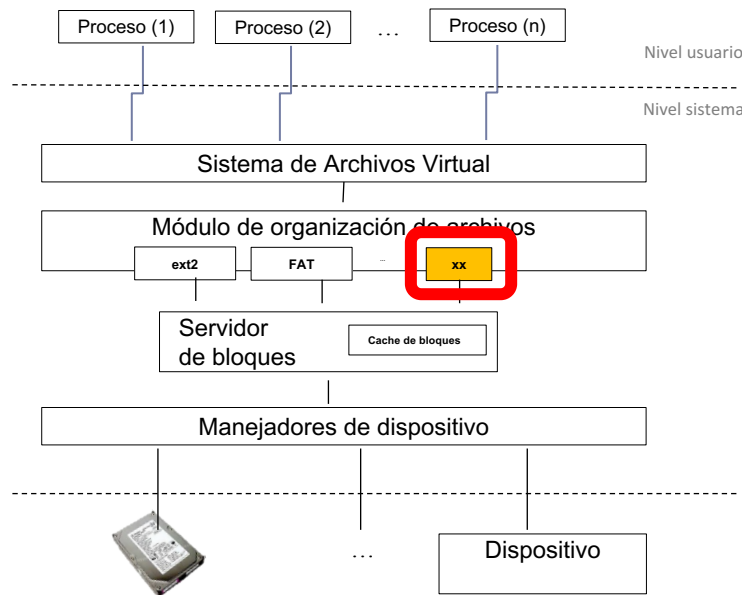 Proceso (1)
Proceso (2)
...
Proceso (n)
Nivel usuario
Nivel sistema
Sistema de Archivos Virtual
Módulo de organización de archivos
ext2
FAT
...
xx
Servidor
de bloques
Cache de bloques
Manejadores de dispositivo
...
Dispositivo